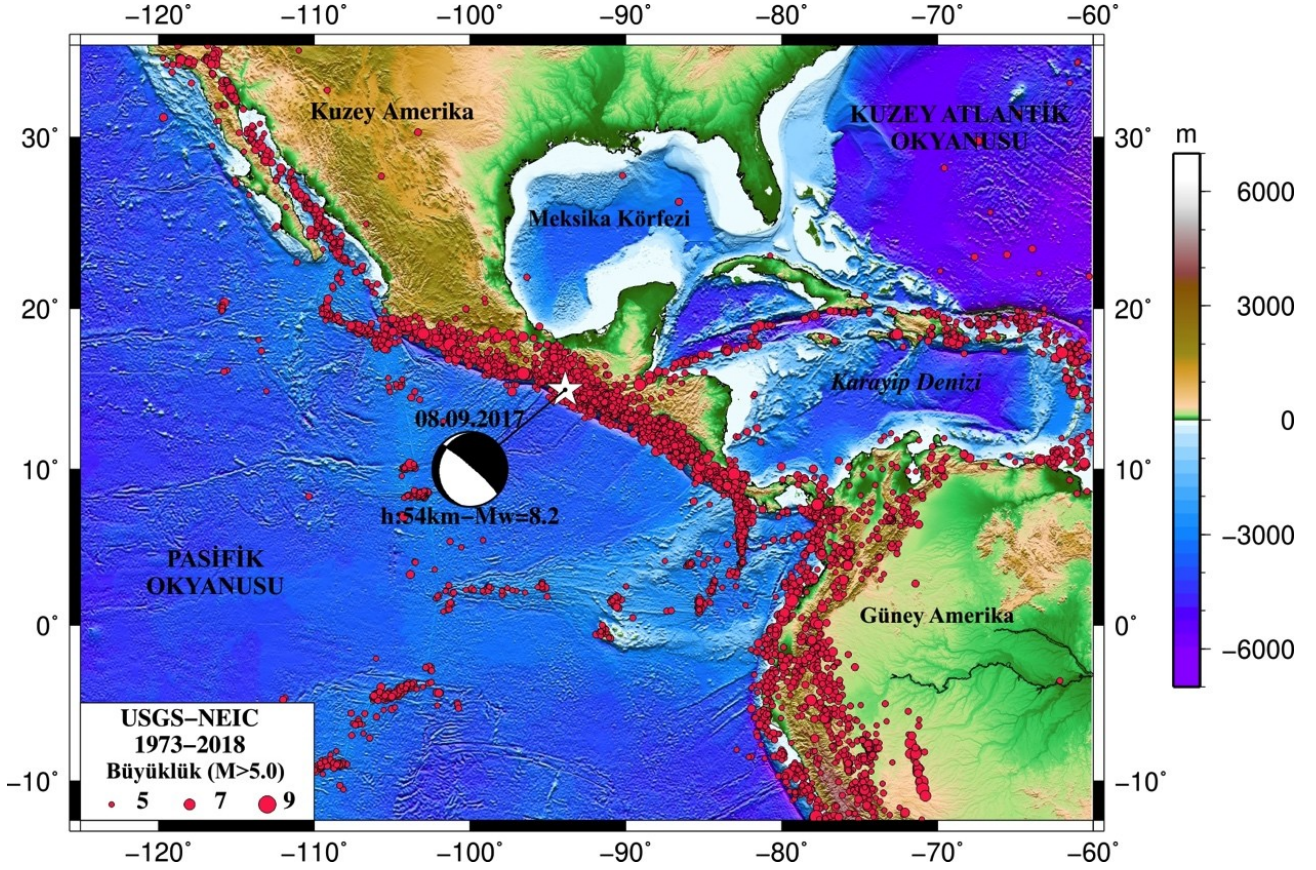 −120˚ −110˚ −100˚ −90˚ −80˚ −70˚ −60˚
Kuzey Amerika
KUZEY ATLANTİK
OKYANUSU
30˚ 30˚
m
6000
Meksika Körfezi
20˚ 20˚
3000
Karayip Denizi
08.09.2017
0
10˚ 10˚
h:54km−Mw=8.2
−3000
PASİFİK
OKYANUSU
Güney Amerika
0˚ 0˚
−6000
USGS−NEIC
1973−2018
Büyüklük (M>5.0)
5 7 9
−10˚ −10˚
−120˚ −110˚ −100˚ −90˚ −80˚ −70˚ −60˚